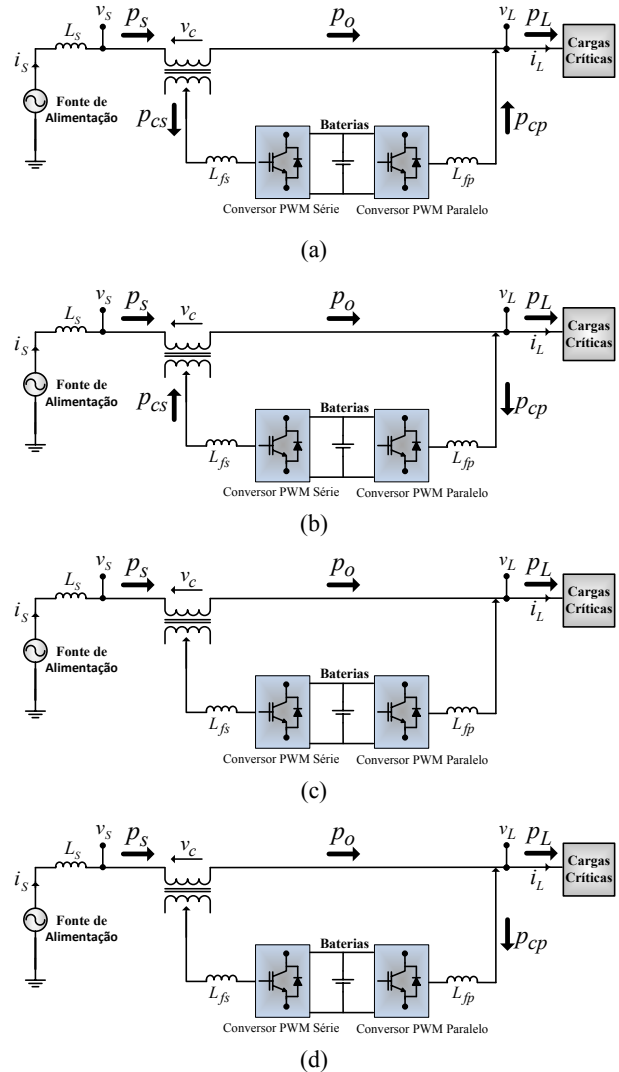 v_S p_s v_c p_o v_L p_L
L_S
i_S
Fonte de
Alimentação
p_cs
Baterias
L_fs
L_fp
Conversor PWM Série Conversor PWM Paralelo
p_cp
i_L
Cargas
Críticas
(a)
v_S p_s v_c p_o v_L p_L
L_S
i_S
Fonte de
Alimentação
p_cs
Baterias
L_fs
L_fp
Conversor PWM Série Conversor PWM Paralelo
p_cp
i_L
Cargas
Críticas
(b)
v_S p_s v_c p_o v_L p_L
L_S
i_S
Fonte de
Alimentação
Baterias
L_fs
L_fp
Conversor PWM Série Conversor PWM Paralelo
i_L
Cargas
Críticas
(c)
v_S p_s v_c p_o v_L p_L
L_S
i_S
Fonte de
Alimentação
Baterias
L_fs
L_fp
Conversor PWM Série Conversor PWM Paralelo
p_cp
i_L
Cargas
Críticas
(d)